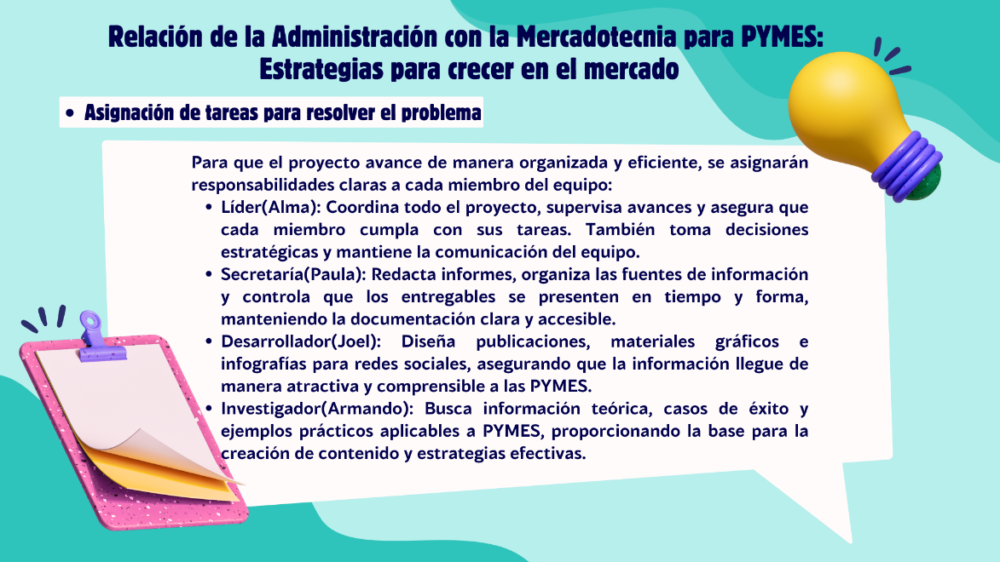 Relación de la Administración con la Mercadotecnia para PYMES:
Estrategias para crecer en el mercado
• Asignación de tareas para resolver el problema
Para que el proyecto avance de manera organizada y eficiente, se asignarán
responsabilidades claras a cada miembro del equipo:
• Líder(Alma): Coordina todo el proyecto, supervisa avances y asegura que
cada miembro cumpla con sus tareas. También toma decisiones
estratégicas y mantiene la comunicación del equipo.
• Secretaría(Paula): Redacta informes, organiza las fuentes de información
y controla que los entregables se presenten en tiempo y forma,
manteniendo la documentación clara y accesible.
• Desarrollador(Joel): Diseña publicaciones, materiales gráficos e
infografías para redes sociales, asegurando que la información llegue de
manera atractiva y comprensible a las PYMES.
• Investigador(Armando): Busca información teórica, casos de éxito y
ejemplos prácticos aplicables a PYMES, proporcionando la base para la
creación de contenido y estrategias efectivas.